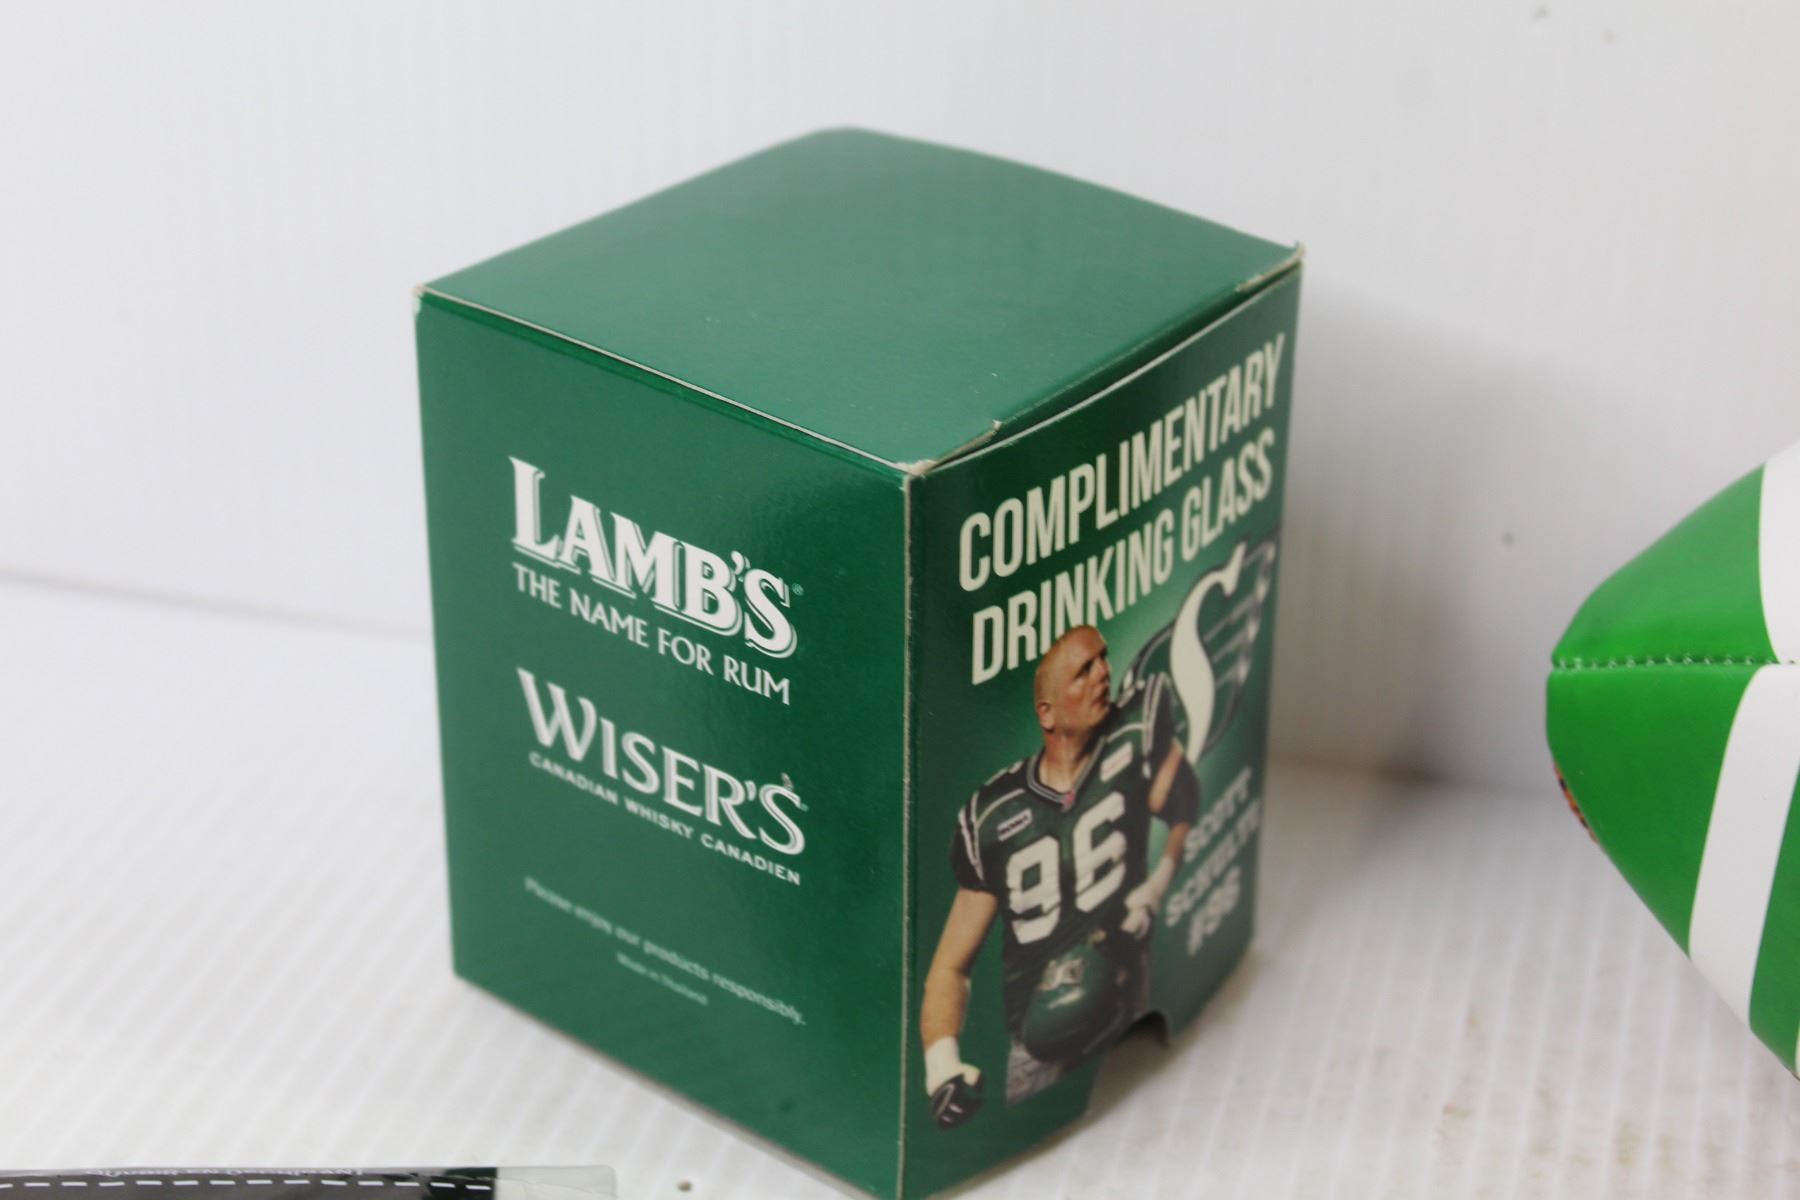 LAMB'S
THE NAME FOR RUM
WISER'S
CANADIAN WHISKY CANADIEN
Please enjoy our products responsibly.
Made in Thailand
COMPLIMENTARY
DRINKING GLASS
S
96
SCOTT
SCHULTZ
#96